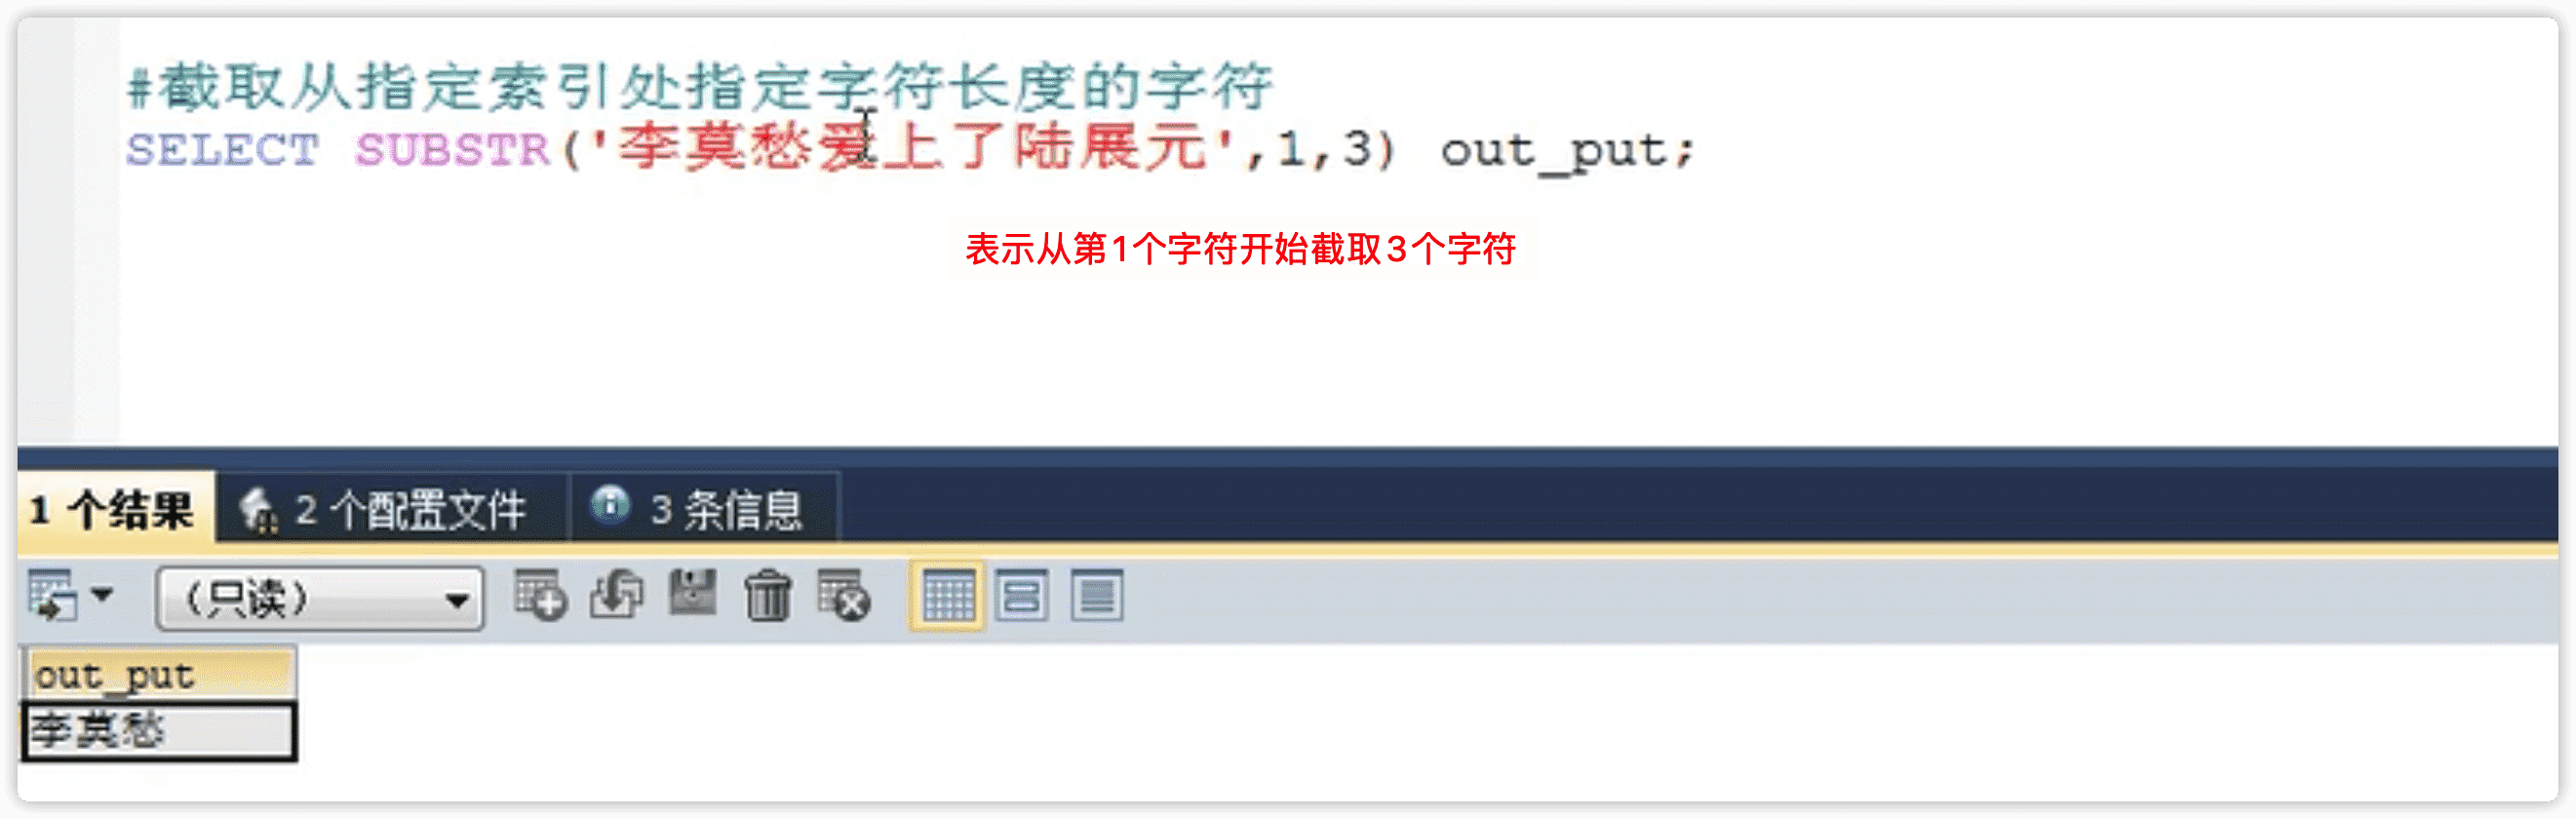 #截取从指定索引处指定字符长度的字符
SELECT SUBSTR('李莫愁爱上了陆展元',1,3) out_put;
表示从第1个字符开始截取3个字符
1 个结果 2 个配置文件 3 条信息
（只读）
out_put
李莫愁